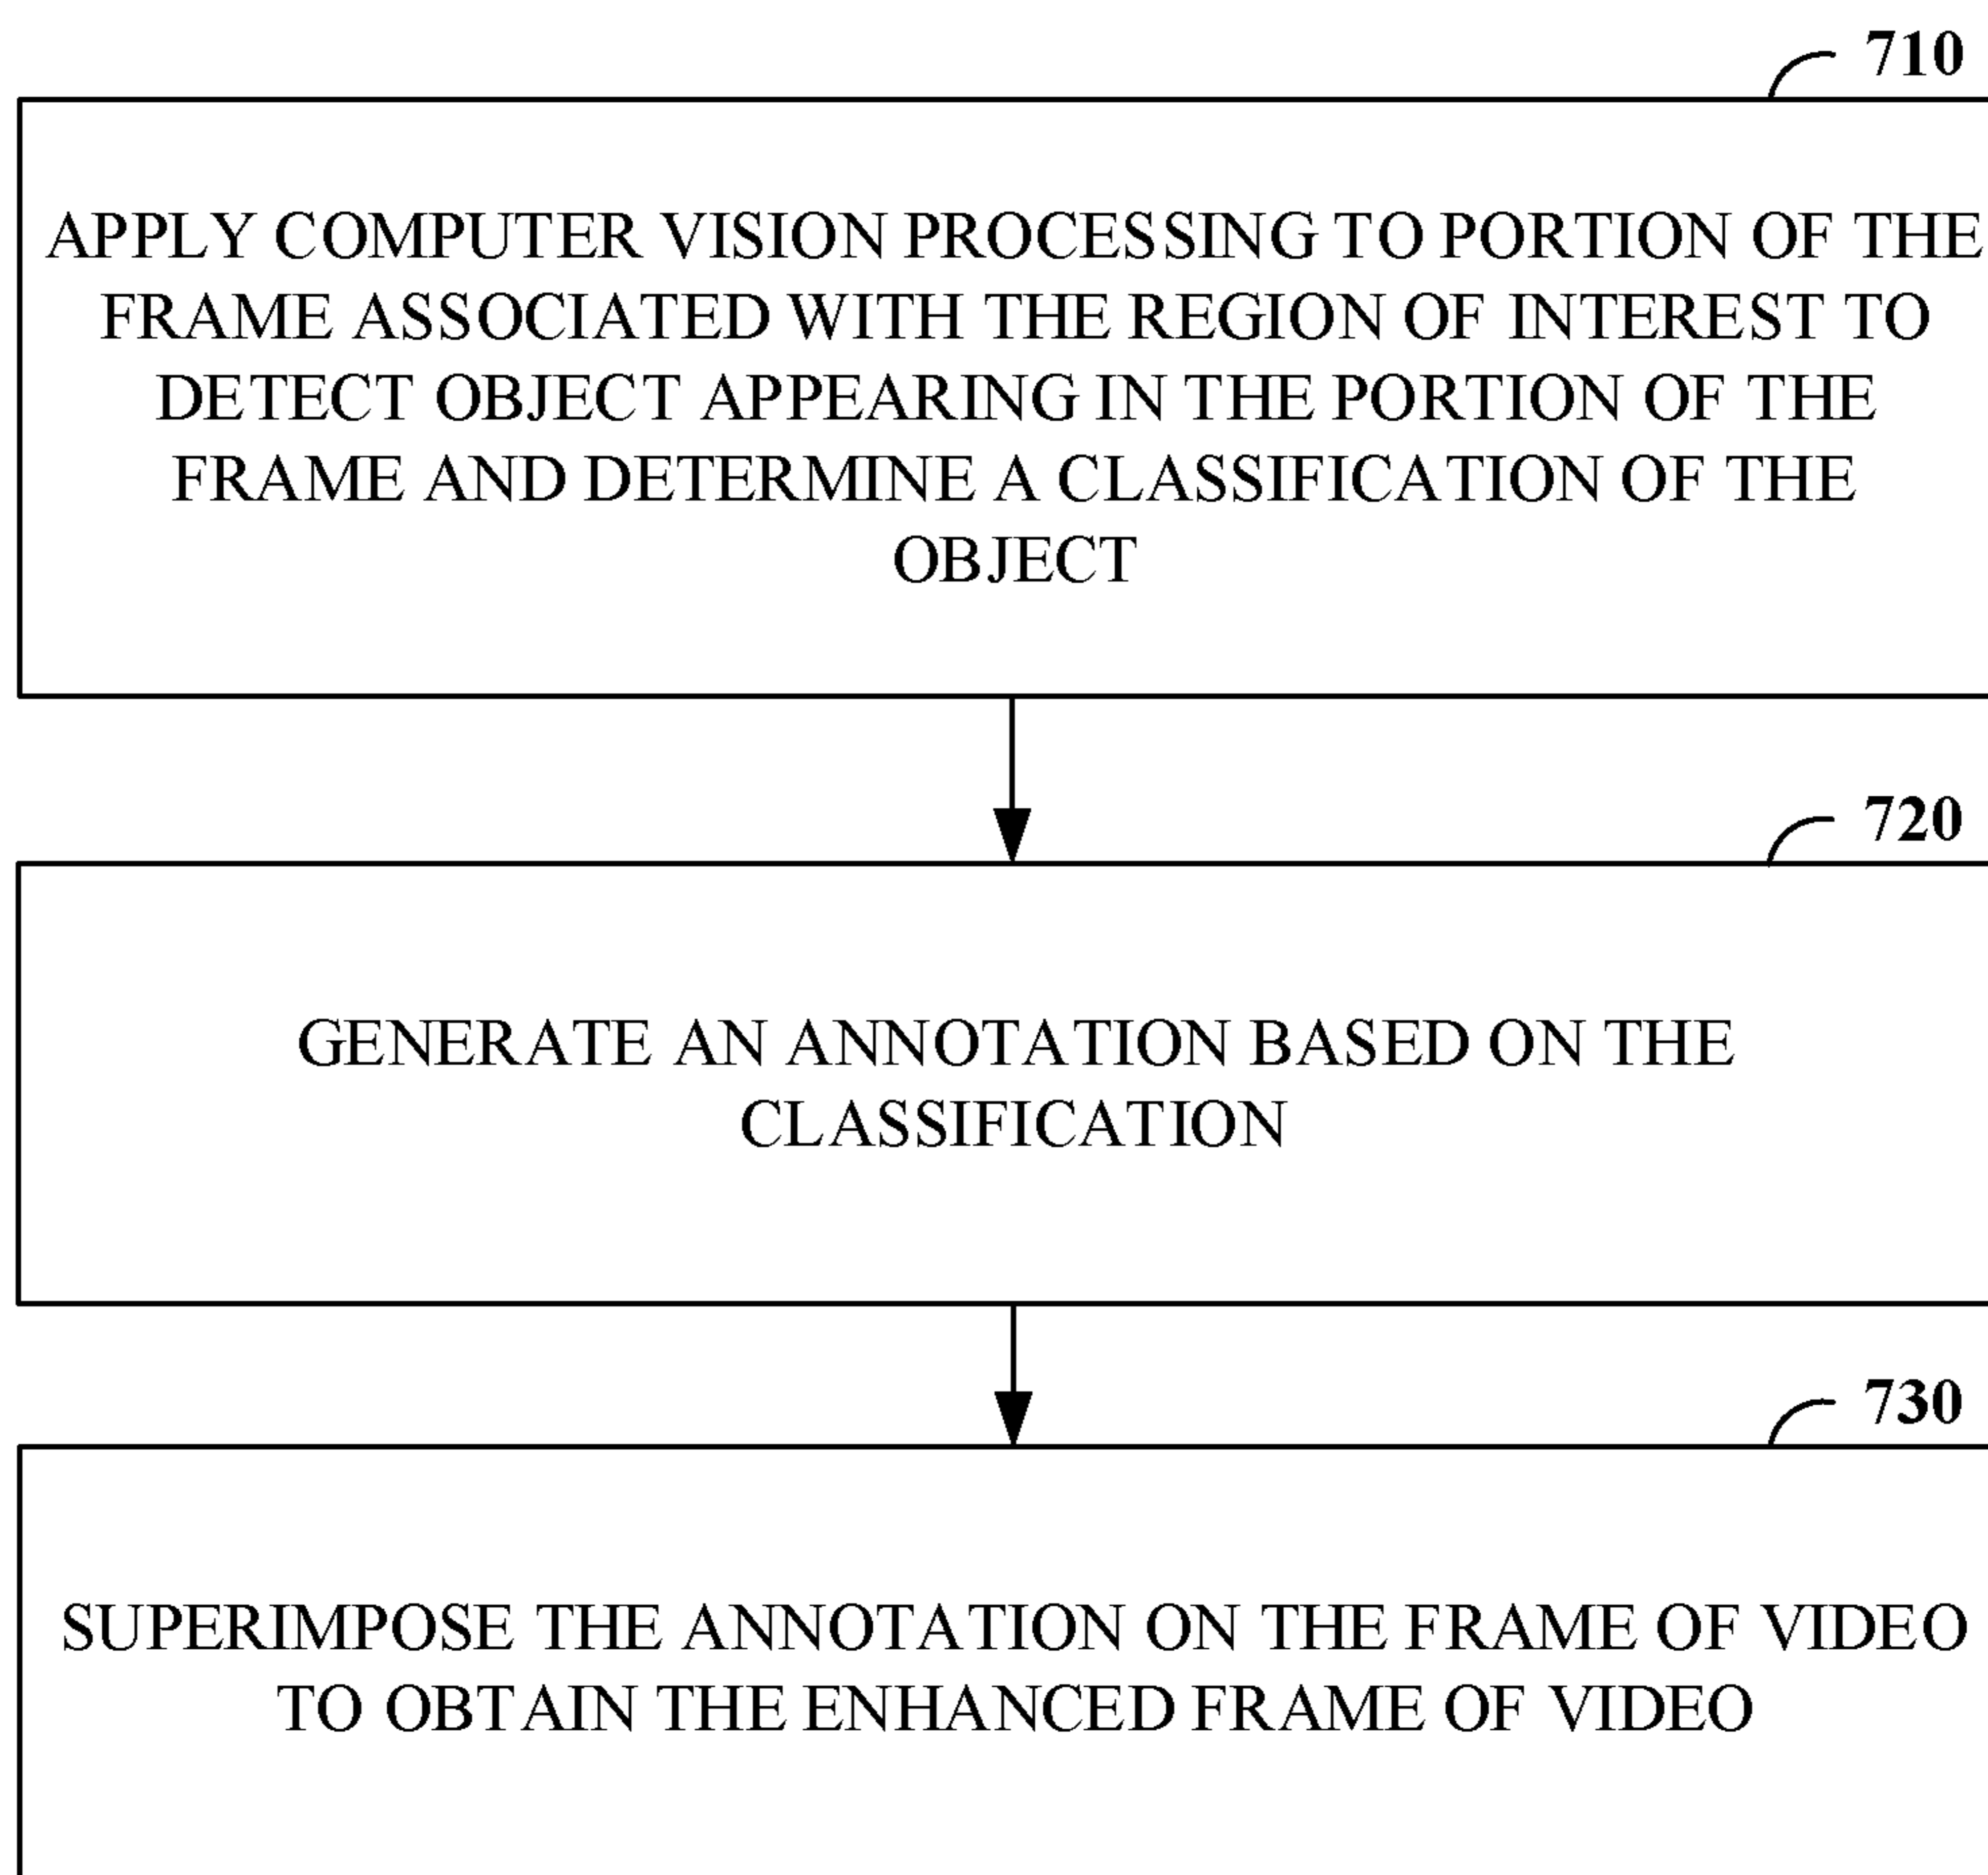 710
APPLY COMPUTER VISION PROCESSING TO PORTION OF THE
FRAME ASSOCIATED WITH THE REGION OF INTEREST TO
DETECT OBJECT APPEARING IN THE PORTION OF THE
FRAME AND DETERMINE A CLASSIFICATION OF THE
OBJECT
720
GENERATE AN ANNOTATION BASED ON THE
CLASSIFICATION
730
SUPERIMPOSE THE ANNOTATION ON THE FRAME OF VIDEO
TO OBTAIN THE ENHANCED FRAME OF VIDEO